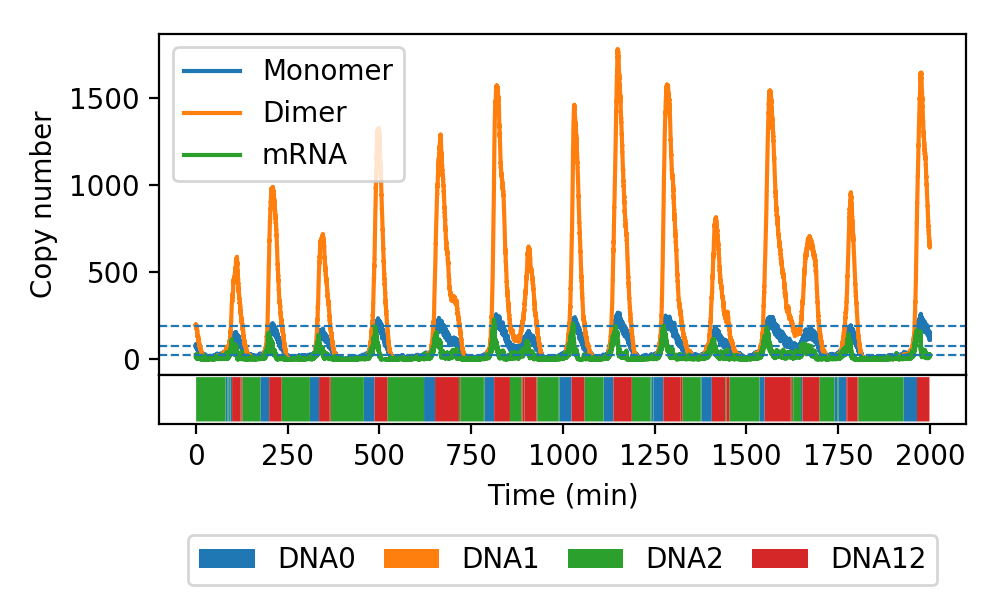 Copy number
1500
1000
500
0
Monomer
Dimer
mRNA
0 250 500 750 1000 1250 1500 1750 2000
Time (min)
DNA0 DNA1 DNA2 DNA12